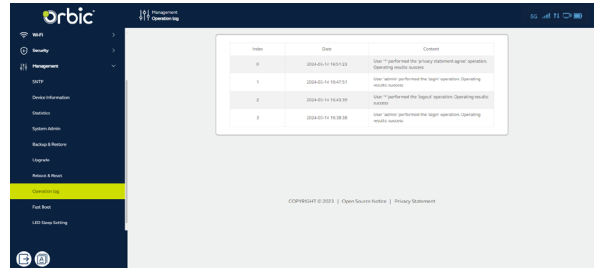 orbic
Management
Operation log
5G
Wi-Fi
Security
Management
SNTP
Device Information
Statistics
System Admin
Backup & Restore
Upgrade
Reboot & Reset
Operation log
Fast Boot
LED Sleep Setting
Index Date Content
0 2024-03-14 16:51:23 User '*' performed the 'privacy statement agree' operation.
Operating results: success
1 2024-03-14 16:47:51 User 'admin' performed the 'login' operation. Operating
results: success
2 2024-03-14 16:43:39 User '*' performed the 'logout' operation. Operating results:
success
3 2024-03-14 16:38:38 User 'admin' performed the 'login' operation. Operating
results: success
COPYRIGHT © 2023 | Open Source Notice | Privacy Statement